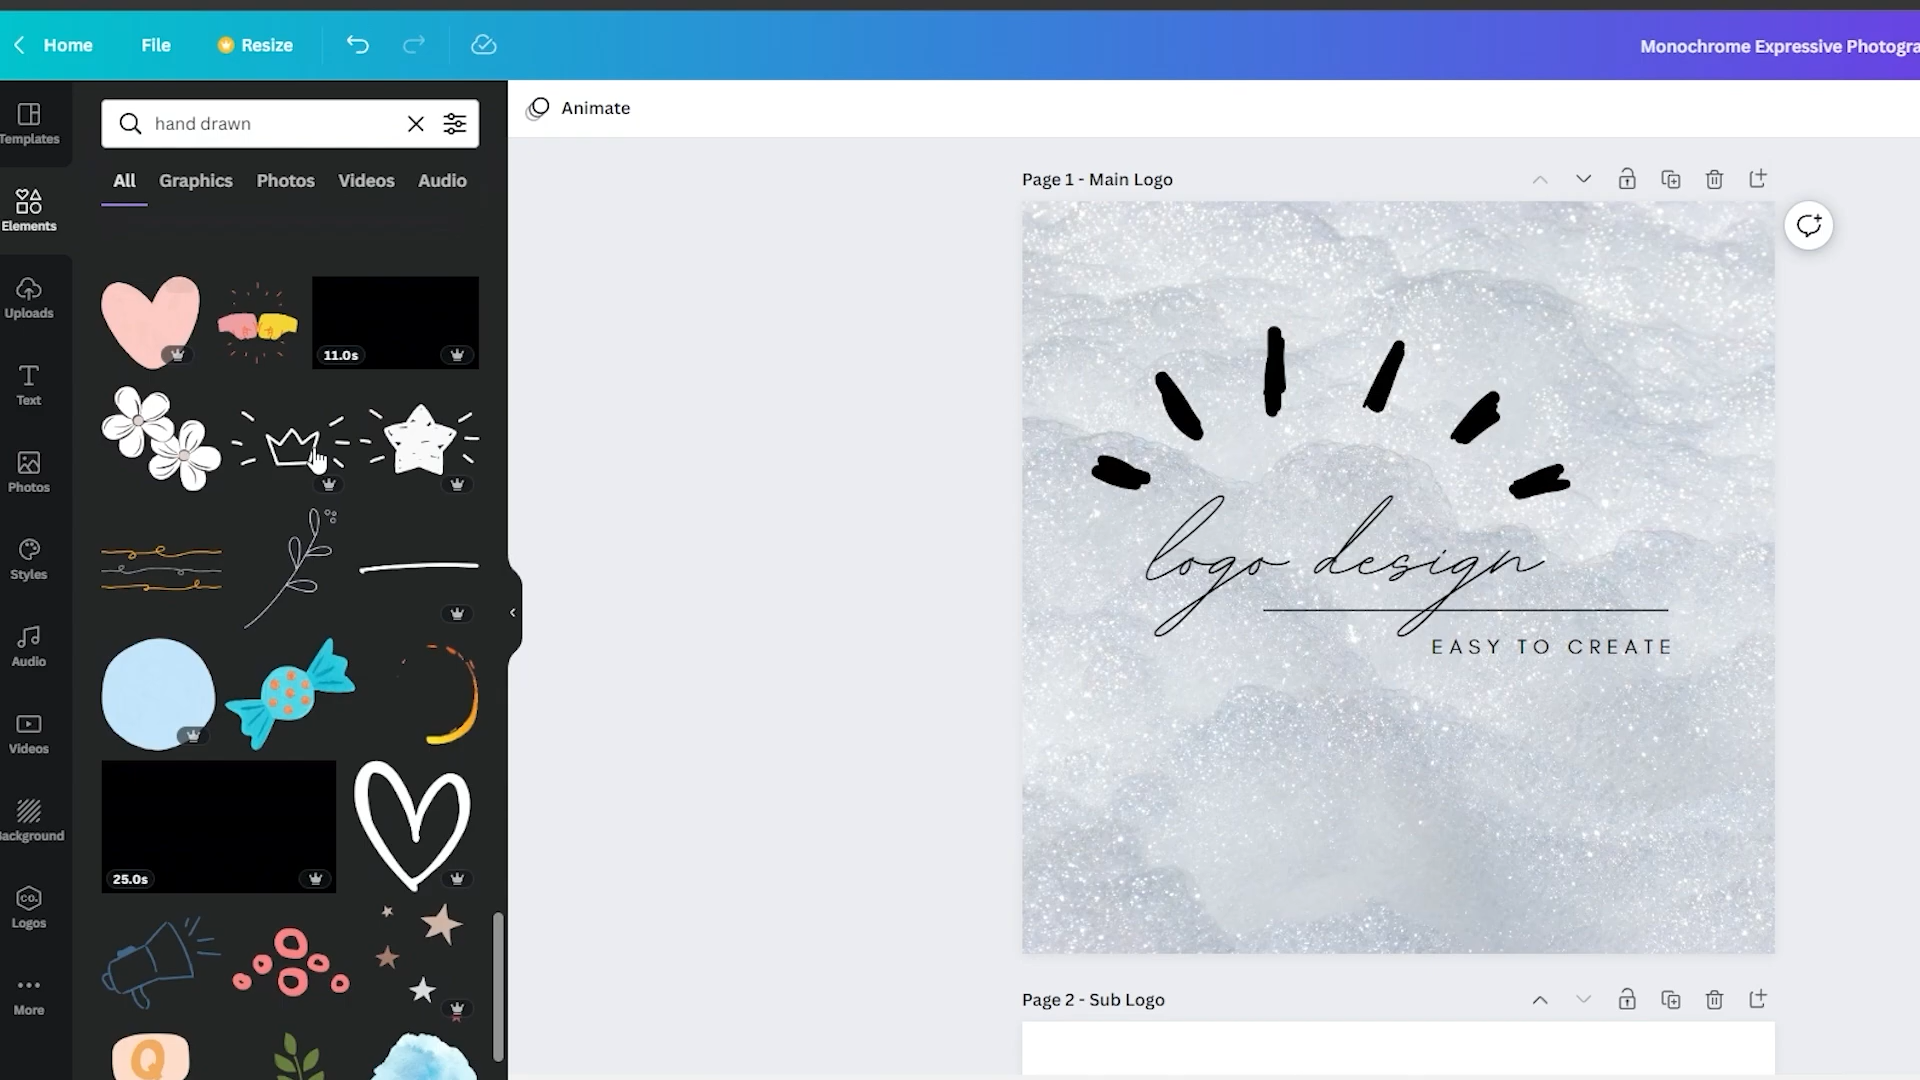 Home File Resize
Monochrome Expressive Photogra
Templates
Elements
Uploads
Text
Photos
Styles
Audio
Videos
Background
Logos
CO.
More
hand drawn
All Graphics Photos Videos Audio
11.0s
25.0s
Q
Animate
Page 1 - Main Logo
logo design
EASY TO CREATE
Page 2 - Sub Logo